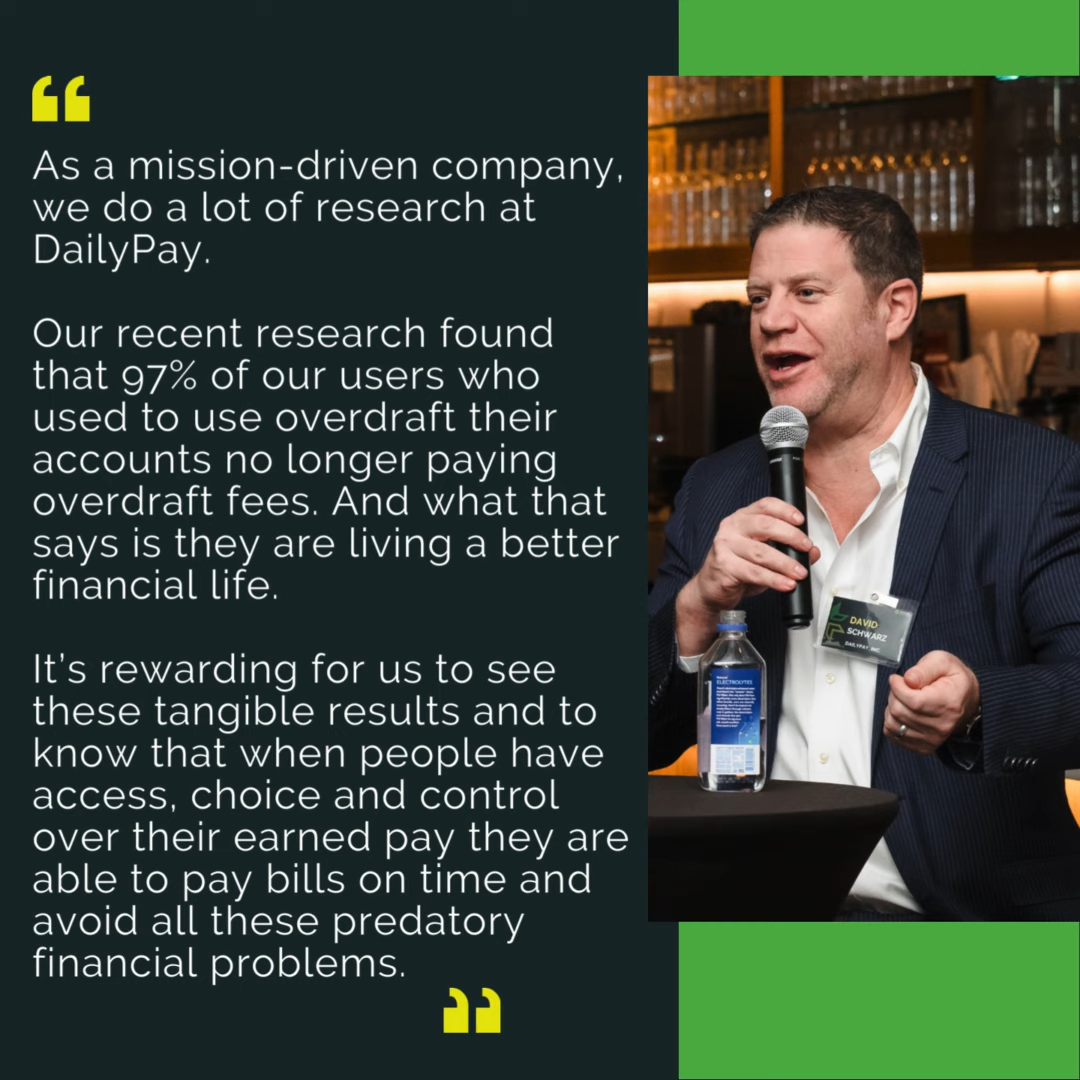 As a mission-driven company,
we do a lot of research at
DailyPay.
Our recent research found
that 97% of our users who
used to use overdraft their
accounts no longer paying
overdraft fees. And what that
says is they are living a better
financial life.
It's rewarding for us to see
these tangible results and to
know that when people have
access, choice and control
over their earned pay they are
able to pay bills on time and
avoid all these predatory
financial problems.
DAVID
SCHWARZ
DAILYPAY, INC.
ELECTROLYTES